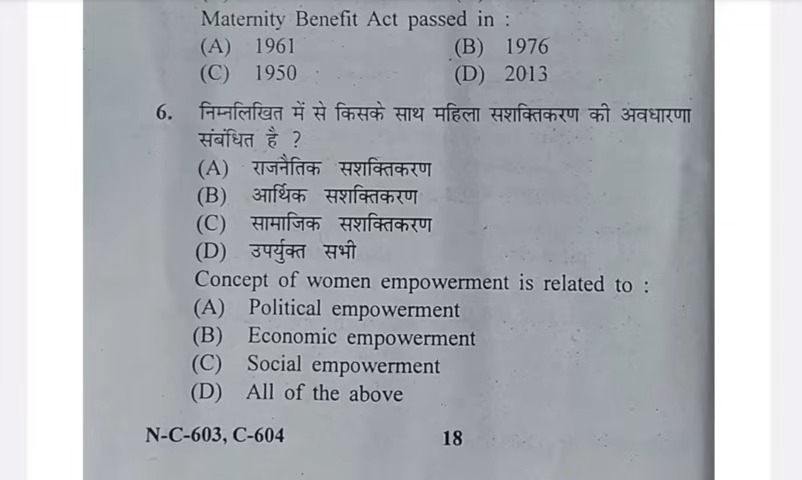 Maternity Benefit Act passed in :
(A) 1961 (B) 1976
(C) 1950 (D) 2013
6. निम्नलिखित में से किसके साथ महिला सशक्तिकरण की अवधारणा
संबंधित है ?
(A) राजनैतिक सशक्तिकरण
(B) आर्थिक सशक्तिकरण
(C) सामाजिक सशक्तिकरण
(D) उपर्युक्त सभी
Concept of women empowerment is related to :
(A) Political empowerment
(B) Economic empowerment
(C) Social empowerment
(D) All of the above
N-C-603, C-604 18